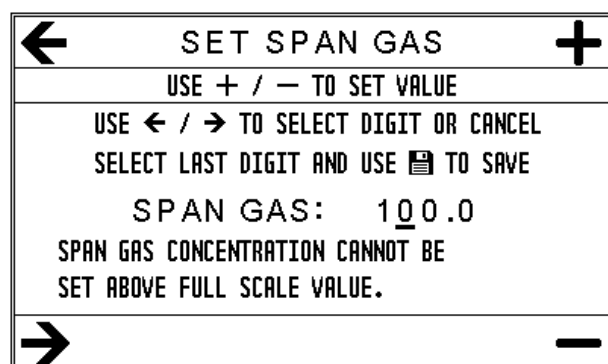 ← SET SPAN GAS +
USE + / — TO SET VALUE
USE ← / → TO SELECT DIGIT OR CANCEL
SELECT LAST DIGIT AND USE 💾 TO SAVE
SPAN GAS: 100.0
SPAN GAS CONCENTRATION CANNOT BE
SET ABOVE FULL SCALE VALUE.
→ —